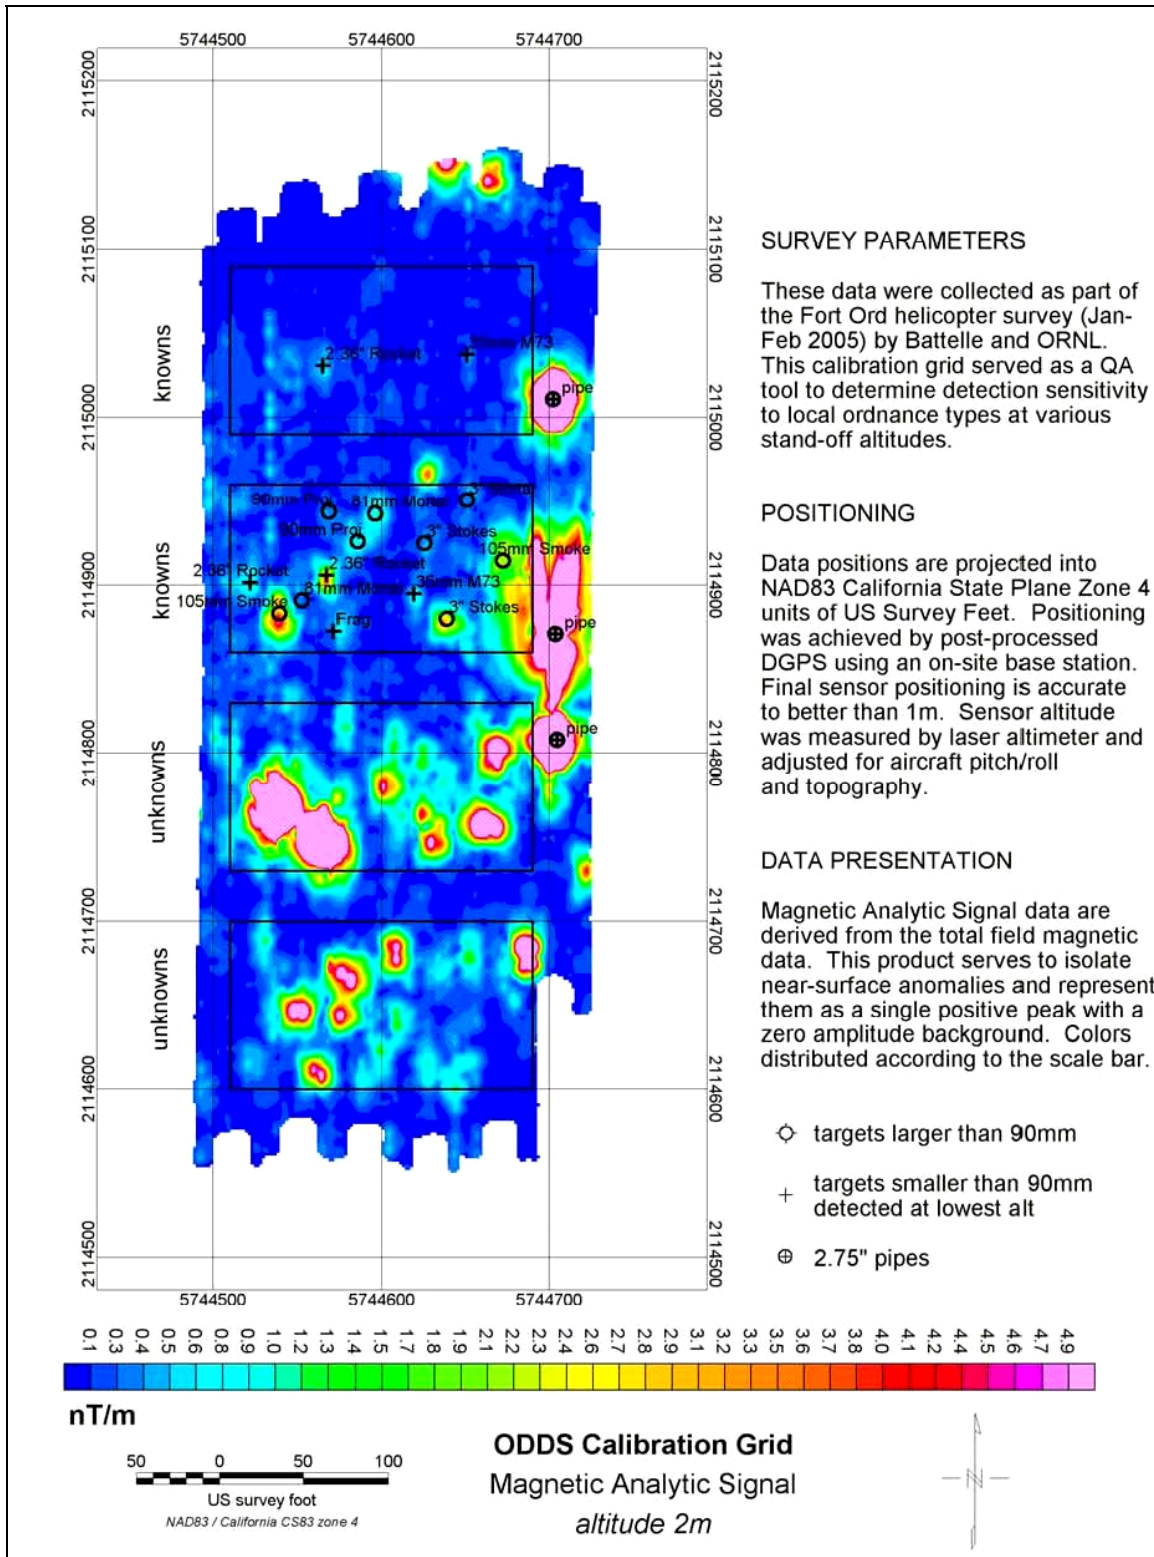 5744500 5744600 5744700
2115200 2115200
2115100 2115100
2115000 2115000
2114900 2114900
2114800 2114800
2114700 2114700
2114600 2114600
2114500 2114500
5744500 5744600 5744700
knowns
knowns
unknowns
unknowns
2.36" Rocket
M73
pipe
90mm Proj
81mm Mortar
90mm Proj
3" Stokes
105mm Smoke
2.36" Rocket
2.36" Rocket
81mm Mortar
35mm M73
105mm Smoke
3" Stokes
Frag
pipe
pipe
SURVEY PARAMETERS
These data were collected as part of
the Fort Ord helicopter survey (Jan-
Feb 2005) by Battelle and ORNL.
This calibration grid served as a QA
tool to determine detection sensitivity
to local ordnance types at various
stand-off altitudes.
POSITIONING
Data positions are projected into
NAD83 California State Plane Zone 4
units of US Survey Feet. Positioning
was achieved by post-processed
DGPS using an on-site base station.
Final sensor positioning is accurate
to better than 1m. Sensor altitude
was measured by laser altimeter and
adjusted for aircraft pitch/roll
and topography.
DATA PRESENTATION
Magnetic Analytic Signal data are
derived from the total field magnetic
data. This product serves to isolate
near-surface anomalies and represent
them as a single positive peak with a
zero amplitude background. Colors
distributed according to the scale bar.
targets larger than 90mm
targets smaller than 90mm
detected at lowest alt
2.75" pipes
0.1 0.3 0.4 0.5 0.6 0.7 0.8 1.0 1.2 1.3 1.4 1.5 1.7 1.8 1.9 2.1 2.2 2.3 2.4 2.6 2.7 2.8 2.9 3.1 3.2 3.3 3.5 3.6 3.7 3.8 4.0 4.1 4.2 4.4 4.5 4.6 4.7 4.9
nT/m
50 0 50 100
US survey foot
NAD83 / California CS83 zone 4
ODDS Calibration Grid
Magnetic Analytic Signal
altitude 2m
N